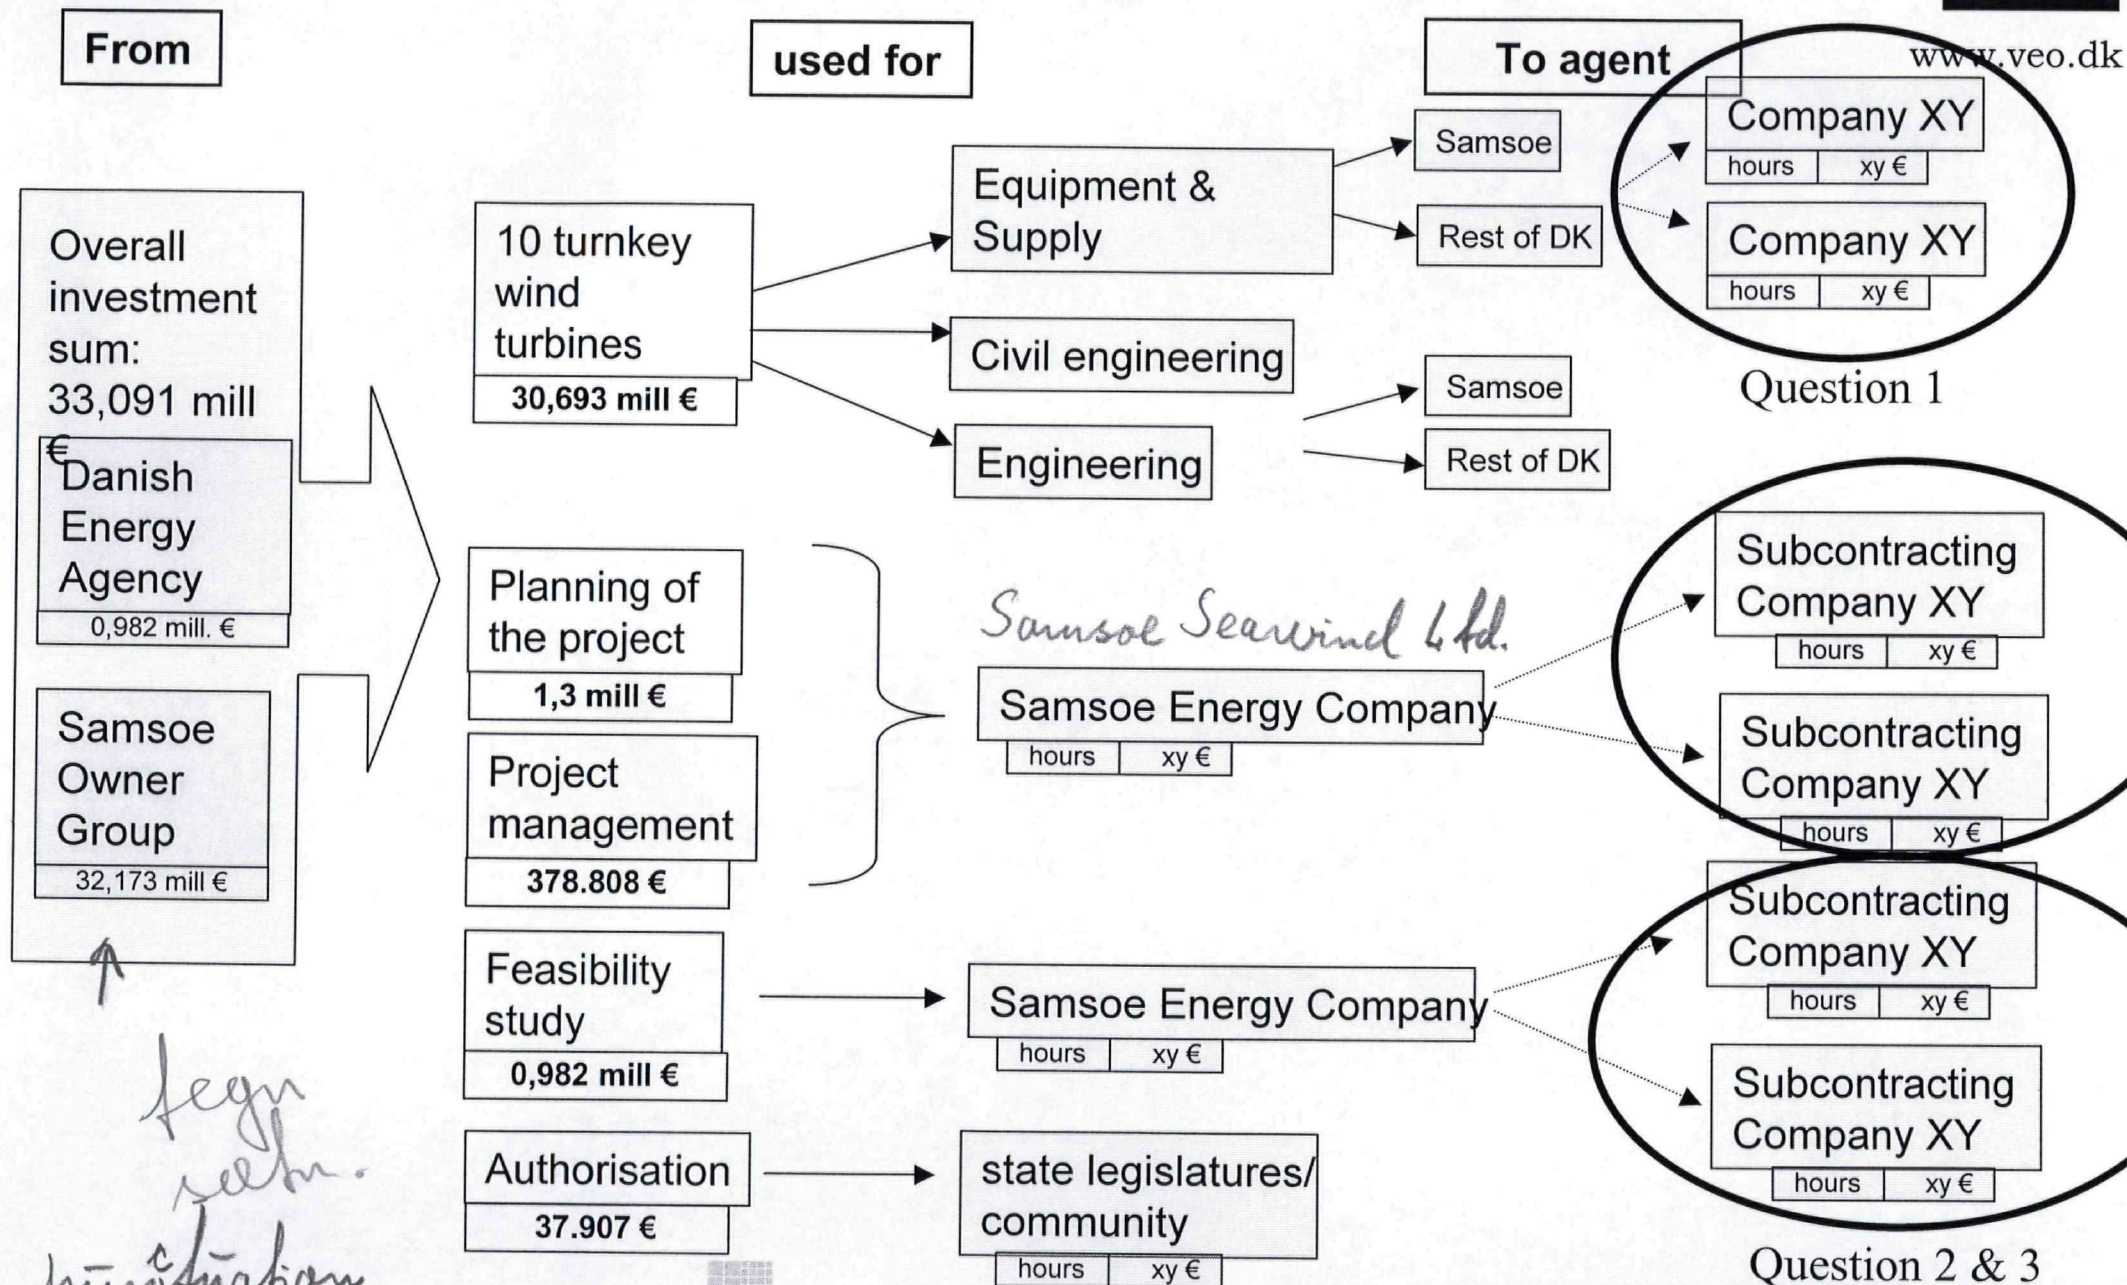 From
used for
To agent
www.veo.dk
Overall
investment
sum:
33,091 mill
€
Danish
Energy
Agency
0,982 mill. €
Samsoe
Owner
Group
32,173 mill €
10 turnkey
wind
turbines
30,693 mill €
Equipment &
Supply
Civil engineering
Engineering
Samsoe
Rest of DK
Samsoe
Rest of DK
Company XY
hours xy €
Company XY
hours xy €
Question 1
Planning of
the project
1,3 mill €
Project
management
378.808 €
Samsoe Seawind Ltd.
Samsoe Energy Company
hours xy €
Subcontracting
Company XY
hours xy €
Subcontracting
Company XY
hours xy €
Feasibility
study
0,982 mill €
Samsoe Energy Company
hours xy €
Subcontracting
Company XY
hours xy €
Subcontracting
Company XY
hours xy €
Authorisation
37.907 €
state legislatures/
community
hours xy €
Question 2 & 3
tegn